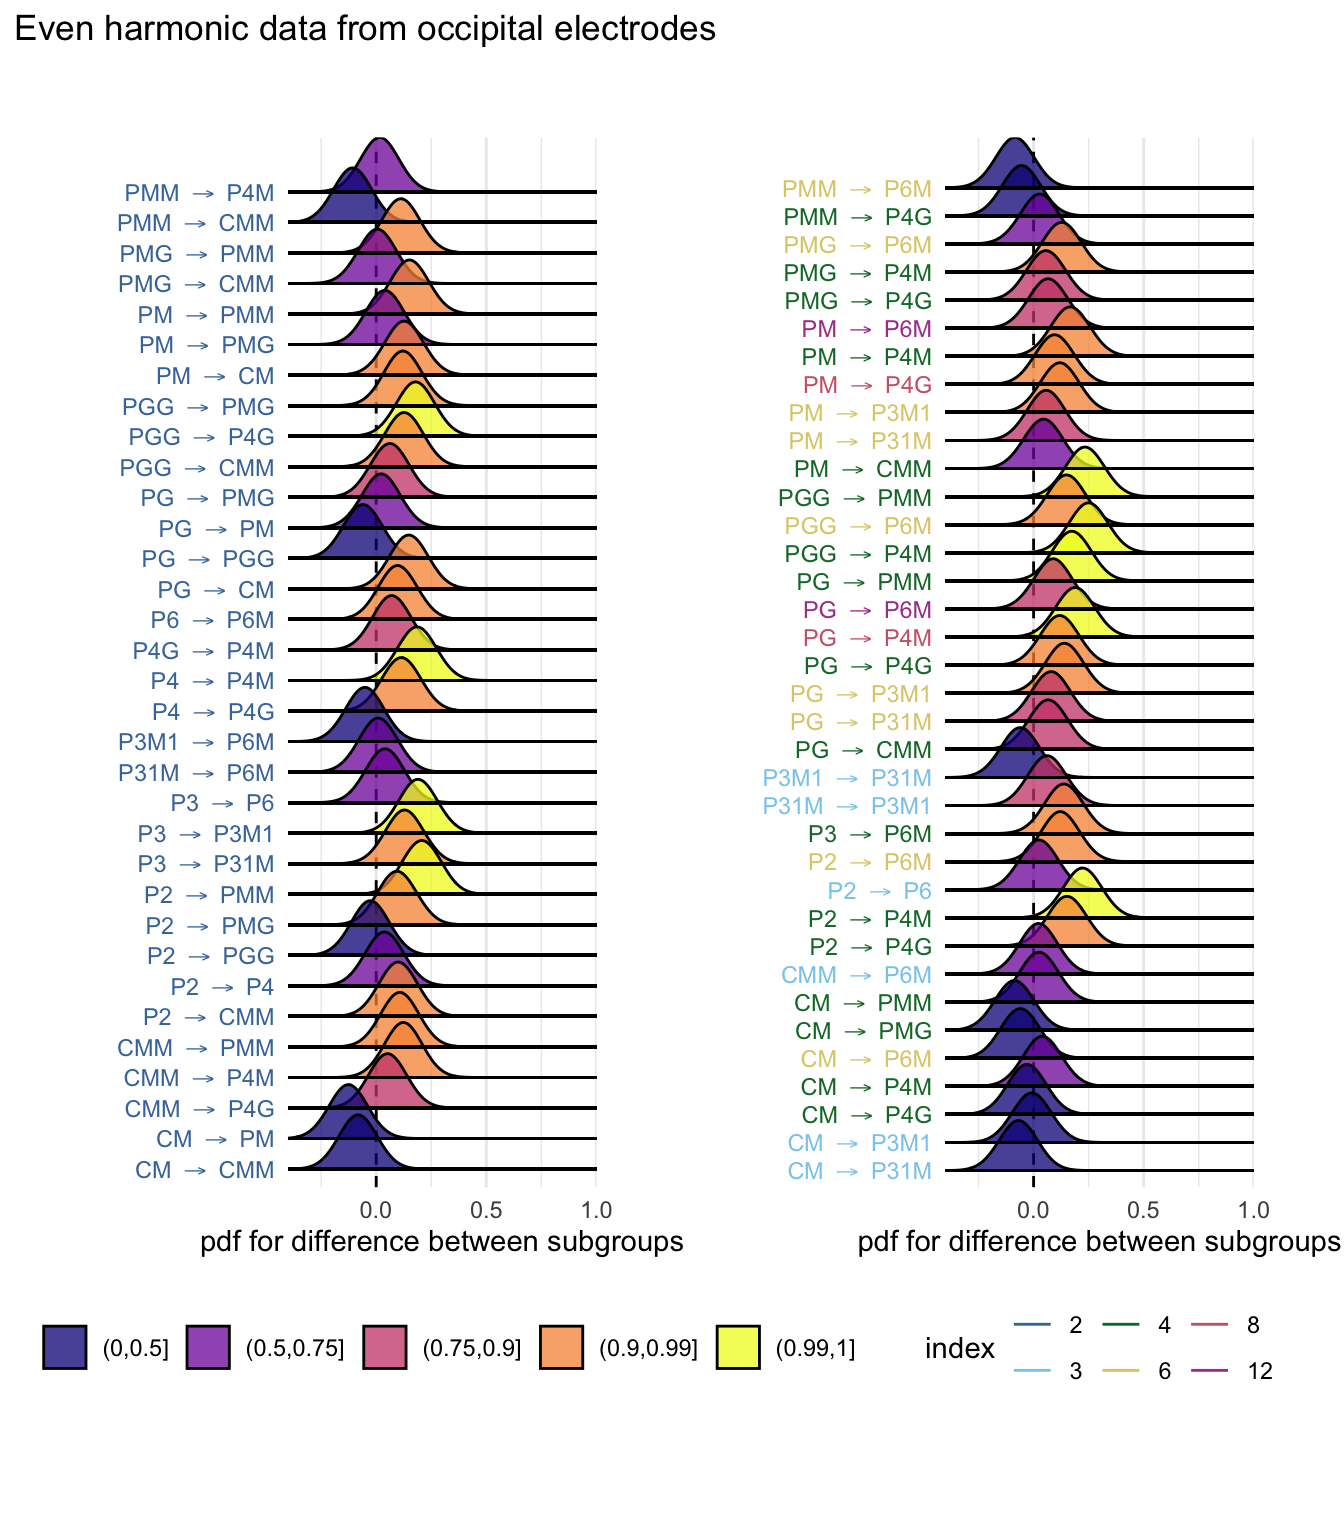 Even harmonic data from occipital electrodes
PMM → P4M
PMM → CMM
PMG → PMM
PMG → CMM
PM → PMM
PM → PMG
PM → CM
PGG → PMG
PGG → P4G
PGG → CMM
PG → PMG
PG → PM
PG → PGG
PG → CM
P6 → P6M
P4G → P4M
P4 → P4M
P4 → P4G
P3M1 → P6M
P31M → P6M
P3 → P6
P3 → P3M1
P3 → P31M
P2 → PMM
P2 → PMG
P2 → PGG
P2 → P4
P2 → CMM
CMM → PMM
CMM → P4M
CMM → P4G
CM → PM
CM → CMM
0.0 0.5 1.0
pdf for difference between subgroups
PMM → P6M
PMM → P4G
PMG → P6M
PMG → P4M
PMG → P4G
PM → P6M
PM → P4M
PM → P4G
PM → P3M1
PM → P31M
PM → CMM
PGG → PMM
PGG → P6M
PGG → P4M
PG → PMM
PG → P6M
PG → P4M
PG → P4G
PG → P3M1
PG → P31M
PG → CMM
P3M1 → P31M
P31M → P3M1
P3 → P6M
P2 → P6M
P2 → P6
P2 → P4M
P2 → P4G
CMM → P6M
CM → PMM
CM → PMG
CM → P6M
CM → P4M
CM → P4G
CM → P3M1
CM → P31M
0.0 0.5 1.0
pdf for difference between subgroups
(0,0.5] (0.5,0.75] (0.75,0.9] (0.9,0.99] (0.99,1]
index
2 4 8
3 6 12